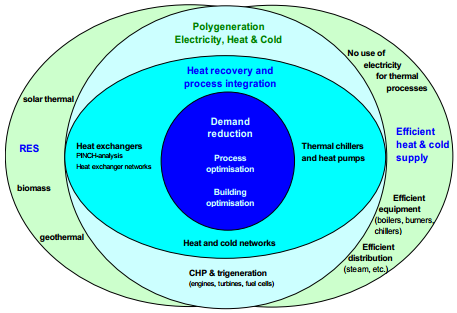 Polygeneration
Electricity, Heat & Cold
No use of
electricity
for thermal
processes
Heat recovery and
process integration
solar thermal
Demand
reduction
RES
Heat exchangers
PINCH-analysis
Heat exchanger networks
Process
optimisation
Thermal chillers
and heat pumps
Efficient
heat & cold
supply
biomass
Building
optimisation
Efficient
equipment
(boilers, burners,
chillers)
geothermal
Heat and cold networks
Efficient
distribution
(steam, etc.)
CHP & trigeneration
(engines, turbines, fuel cells)